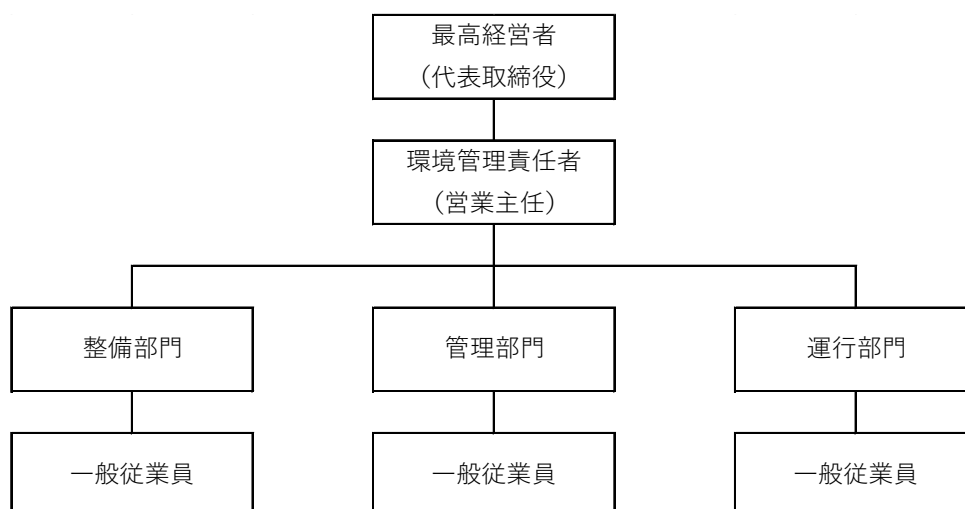 最高経営者
（代表取締役）
環境管理責任者
（営業主任）
整備部門
管理部門
運行部門
一般従業員
一般従業員
一般従業員